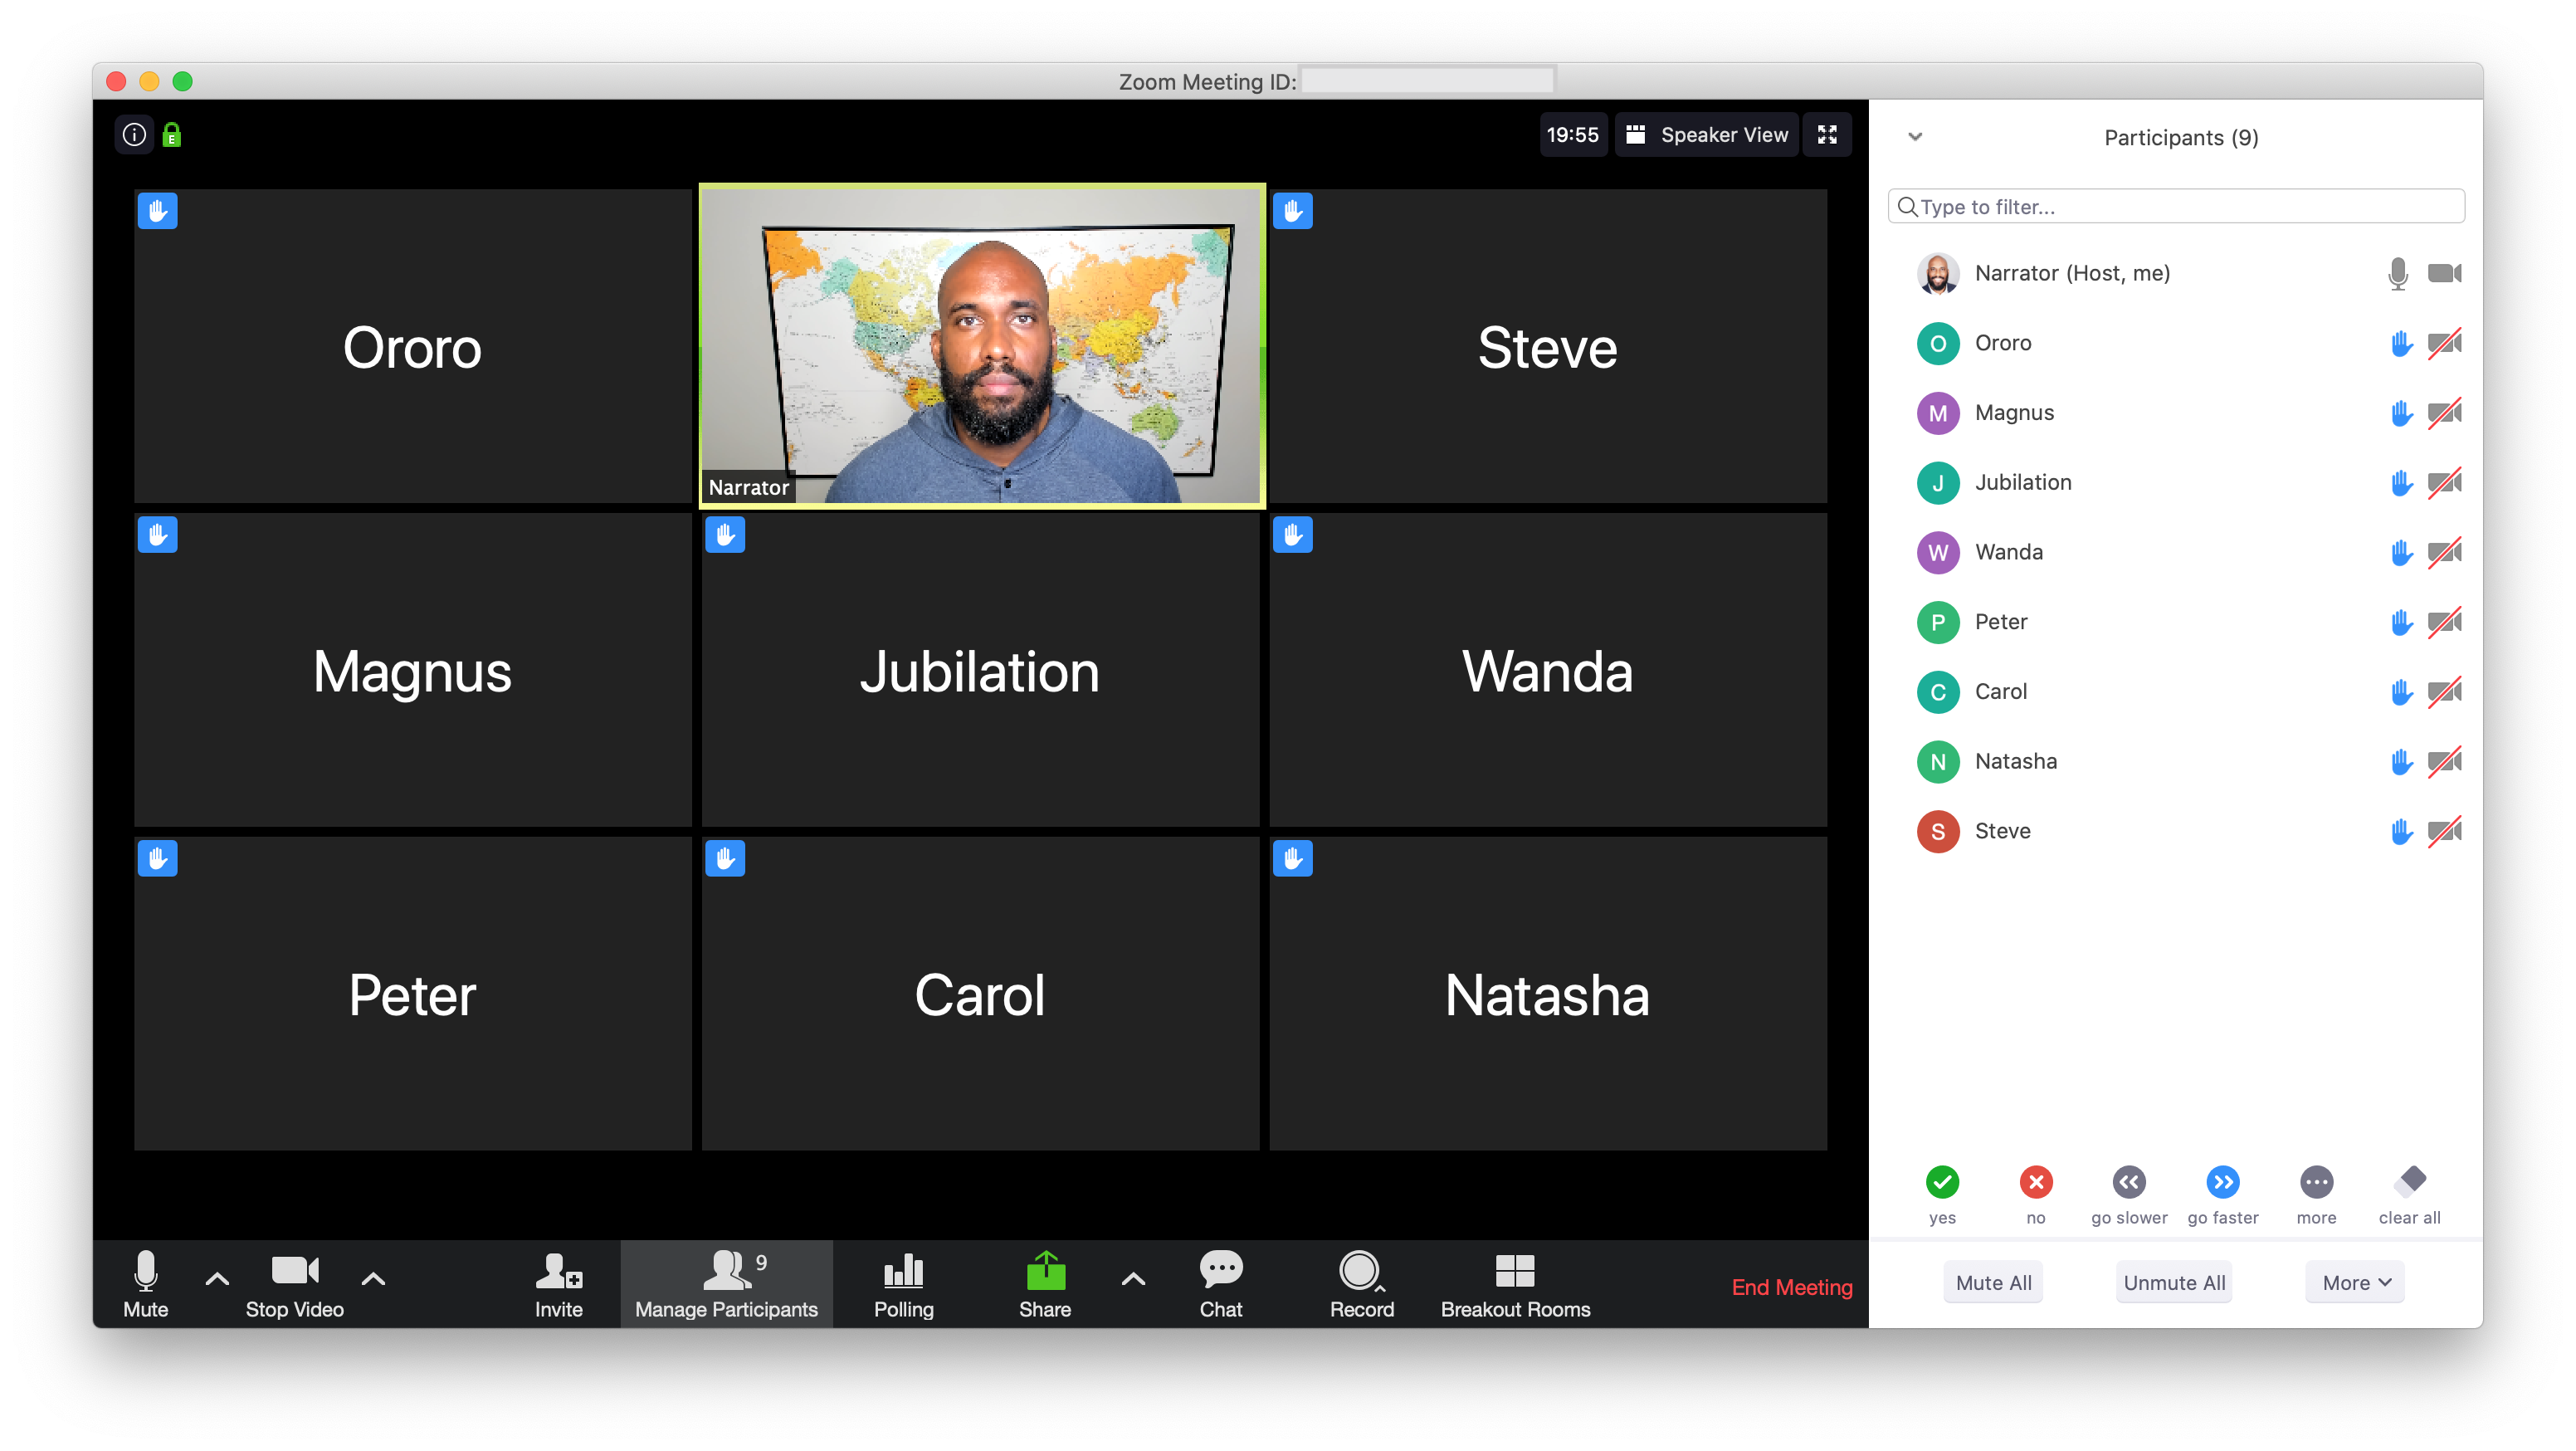 Zoom Meeting ID:
19:55
Speaker View
Ororo
Narrator
Steve
Magnus
Jubilation
Wanda
Peter
Carol
Natasha
Mute
Stop Video
Invite
9
Manage Participants
Polling
Share
Chat
Record
Breakout Rooms
End Meeting
Participants (9)
Type to filter...
Narrator (Host, me)
O Ororo
M Magnus
J Jubilation
W Wanda
P Peter
C Carol
N Natasha
S Steve
yes
no
go slower
go faster
more
clear all
Mute All
Unmute All
More